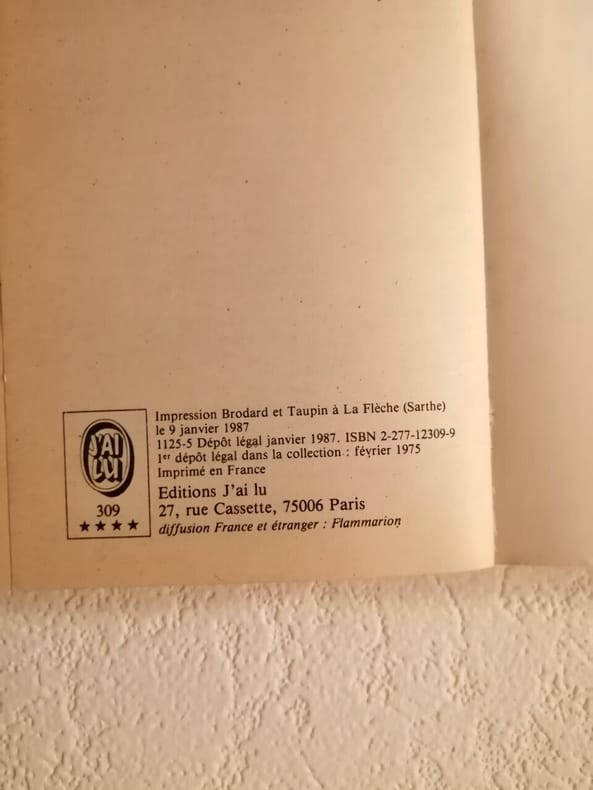 Impression Brodard et Taupin à La Flèche (Sarthe)
le 9 janvier 1987
1125-5 Dépôt légal janvier 1987. ISBN 2-277-12309-9
1er dépôt légal dans la collection : février 1975
Imprimé en France
Editions J'ai lu
27, rue Cassette, 75006 Paris
diffusion France et étranger : Flammarion
J'AI
LU
309
★★★★